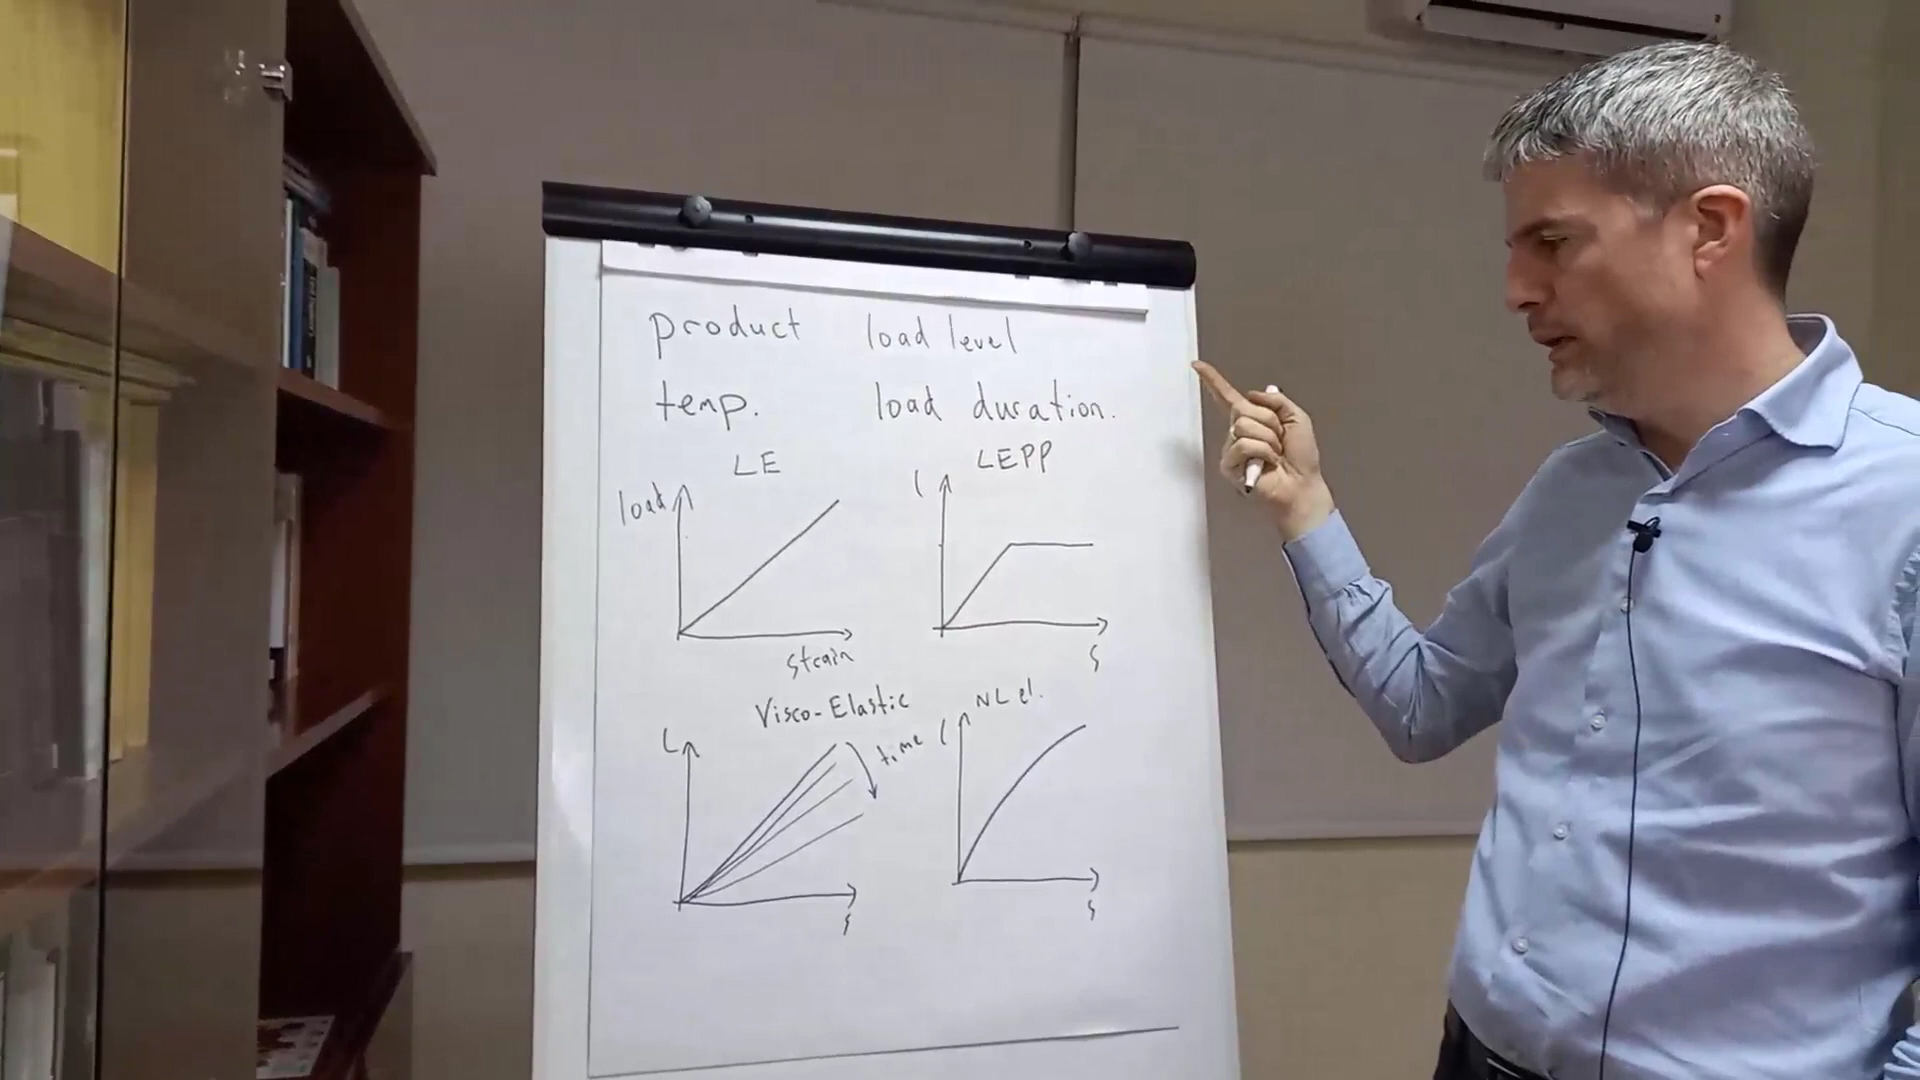 product load level
temp. load duration.
LE LEPP
load L
strain S
Visco-Elastic NL el.
L time L
S S